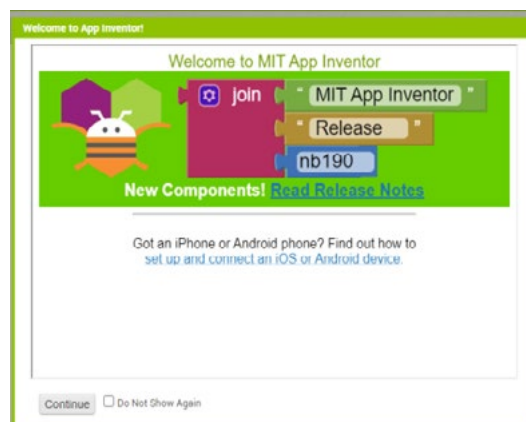 Welcome to App Inventor!
Welcome to MIT App Inventor
join " MIT App Inventor "
" Release "
nb190
New Components! Read Release Notes
Got an iPhone or Android phone? Find out how to
set up and connect an iOS or Android device.
Continue Do Not Show Again